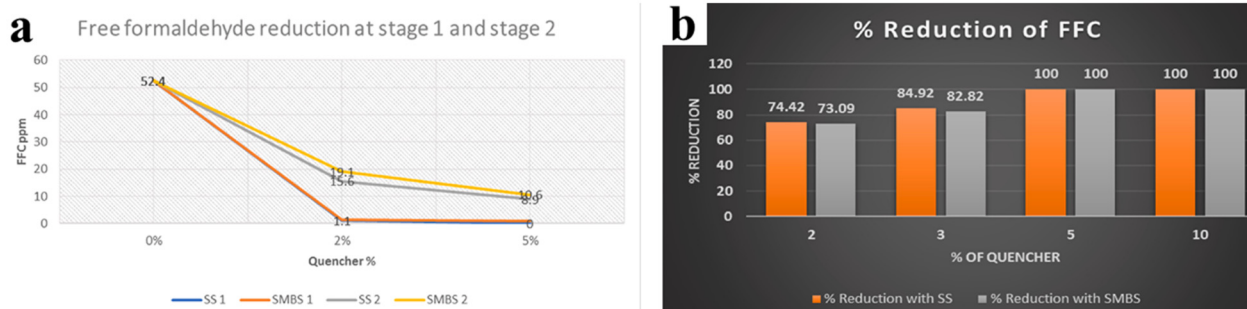 a
Free formaldehyde reduction at stage 1 and stage 2
FFC ppm
60
50
40
30
20
10
0
52.4
19.1
15.6
1.1
10.6
8.9
0
0%
2%
5%
Quencher %
SS 1
SMBS 1
SS 2
SMBS 2
b
% Reduction of FFC
% REDUCTION
120
100
80
60
40
20
0
74.42
73.09
84.92
82.82
100
100
100
100
2
3
5
10
% OF QUENCHER
% Reduction with SS
% Reduction with SMBS